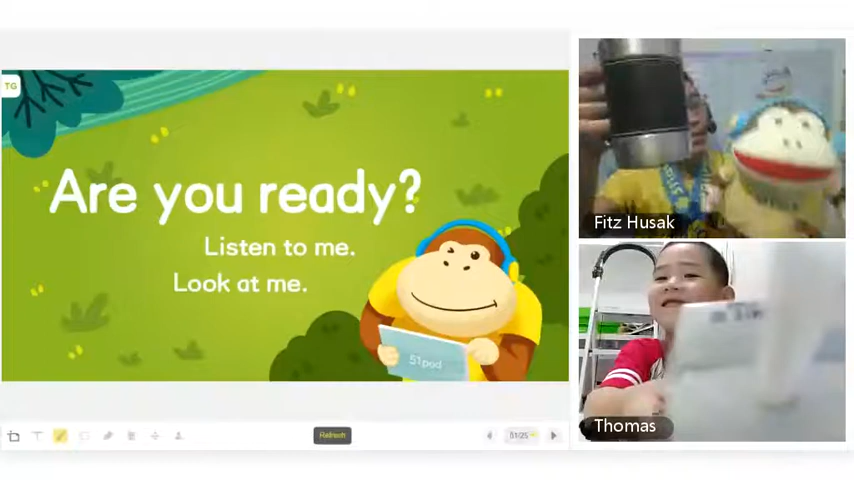 TG
Are you ready?
Listen to me.
Look at me.
51pod
Fitz Husak
Thomas
Refresh